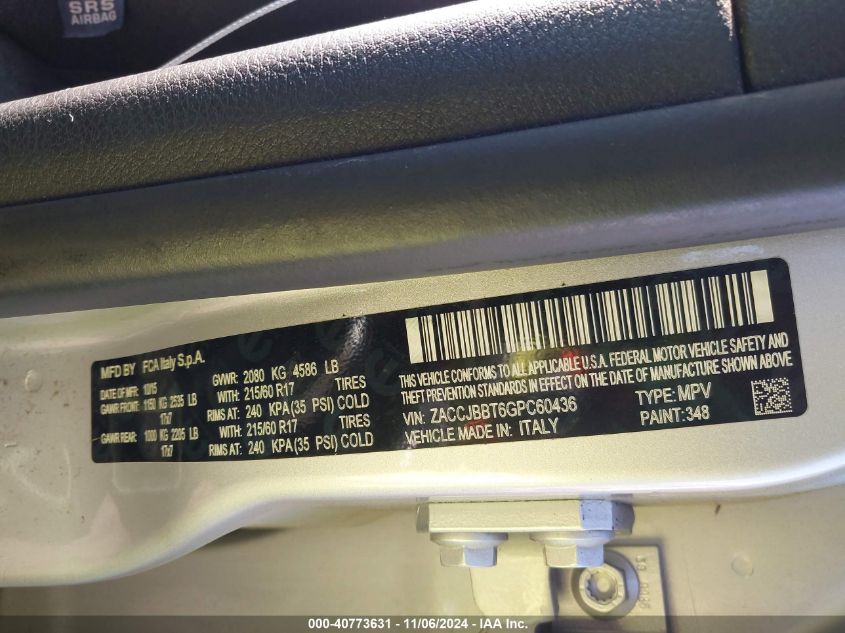 SRS
AIRBAG
MFD BY FCA Italy S.p.A.
DATE OF MFR: 10/15 GVWR: 2080 KG 4586 LB
GAWR FRONT: 1150 KG 2535 LB WITH: 215/60 R17 TIRES
17x7 RIMS AT: 240 KPA (35 PSI) COLD
GAWR REAR: 1000 KG 2205 LB WITH: 215/60 R17 TIRES
17x7 RIMS AT: 240 KPA (35 PSI) COLD
THIS VEHICLE CONFORMS TO ALL APPLICABLE U.S.A. FEDERAL MOTOR VEHICLE SAFETY AND
THEFT PREVENTION STANDARDS IN EFFECT ON THE DATE OF MANUFACTURE SHOWN ABOVE
VIN: ZACCJBBT6GPC60436 TYPE: MPV
VEHICLE MADE IN: ITALY PAINT: 348
000-40773631 - 11/06/2024 - IAA Inc.